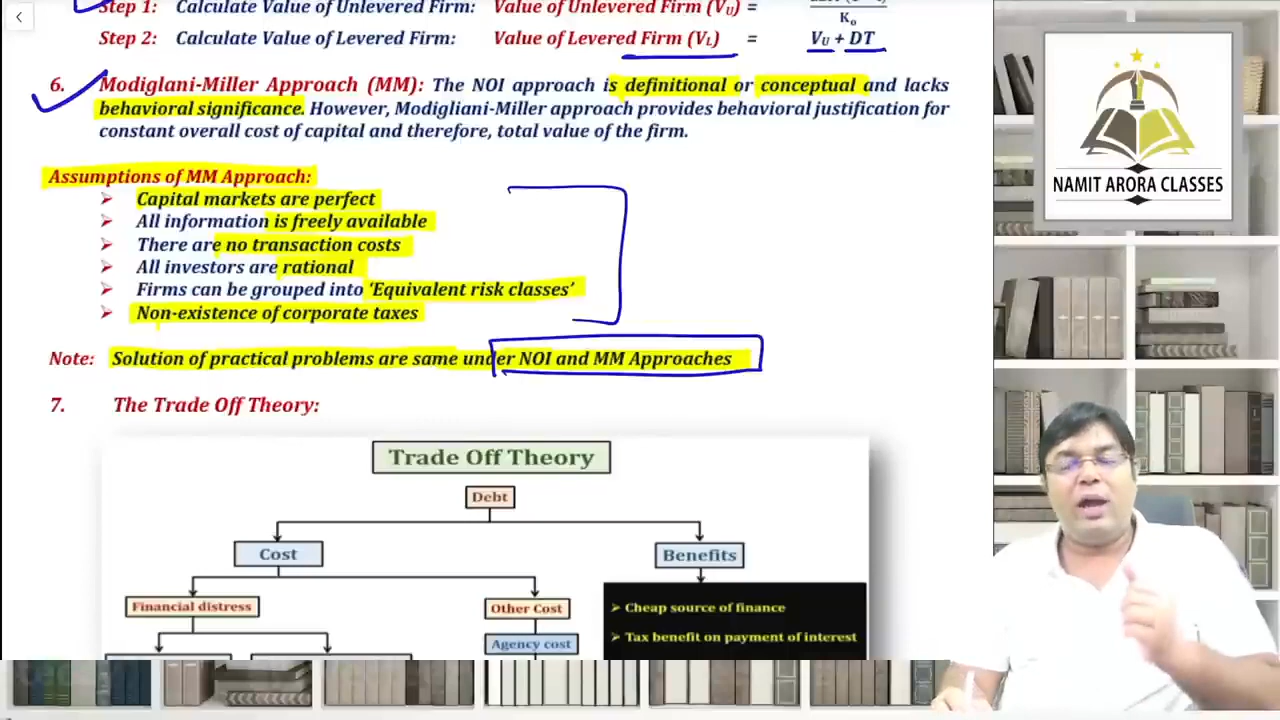 Step 1: Calculate Value of Unlevered Firm: Value of Unlevered Firm (VU) =
Ko
Step 2: Calculate Value of Levered Firm: Value of Levered Firm (VL) = VU + DT
6. Modiglani-Miller Approach (MM): The NOI approach is definitional or conceptual and lacks
behavioral significance. However, Modigliani-Miller approach provides behavioral justification for
constant overall cost of capital and therefore, total value of the firm.
Assumptions of MM Approach:
➢ Capital markets are perfect
➢ All information is freely available
➢ There are no transaction costs
➢ All investors are rational
➢ Firms can be grouped into ‘Equivalent risk classes’
➢ Non-existence of corporate taxes
Note: Solution of practical problems are same under NOI and MM Approaches
7. The Trade Off Theory:
Trade Off Theory
Debt
Cost
Benefits
Financial distress
Other Cost
Agency cost
➢ Cheap source of finance
➢ Tax benefit on payment of interest
NAMIT ARORA CLASSES